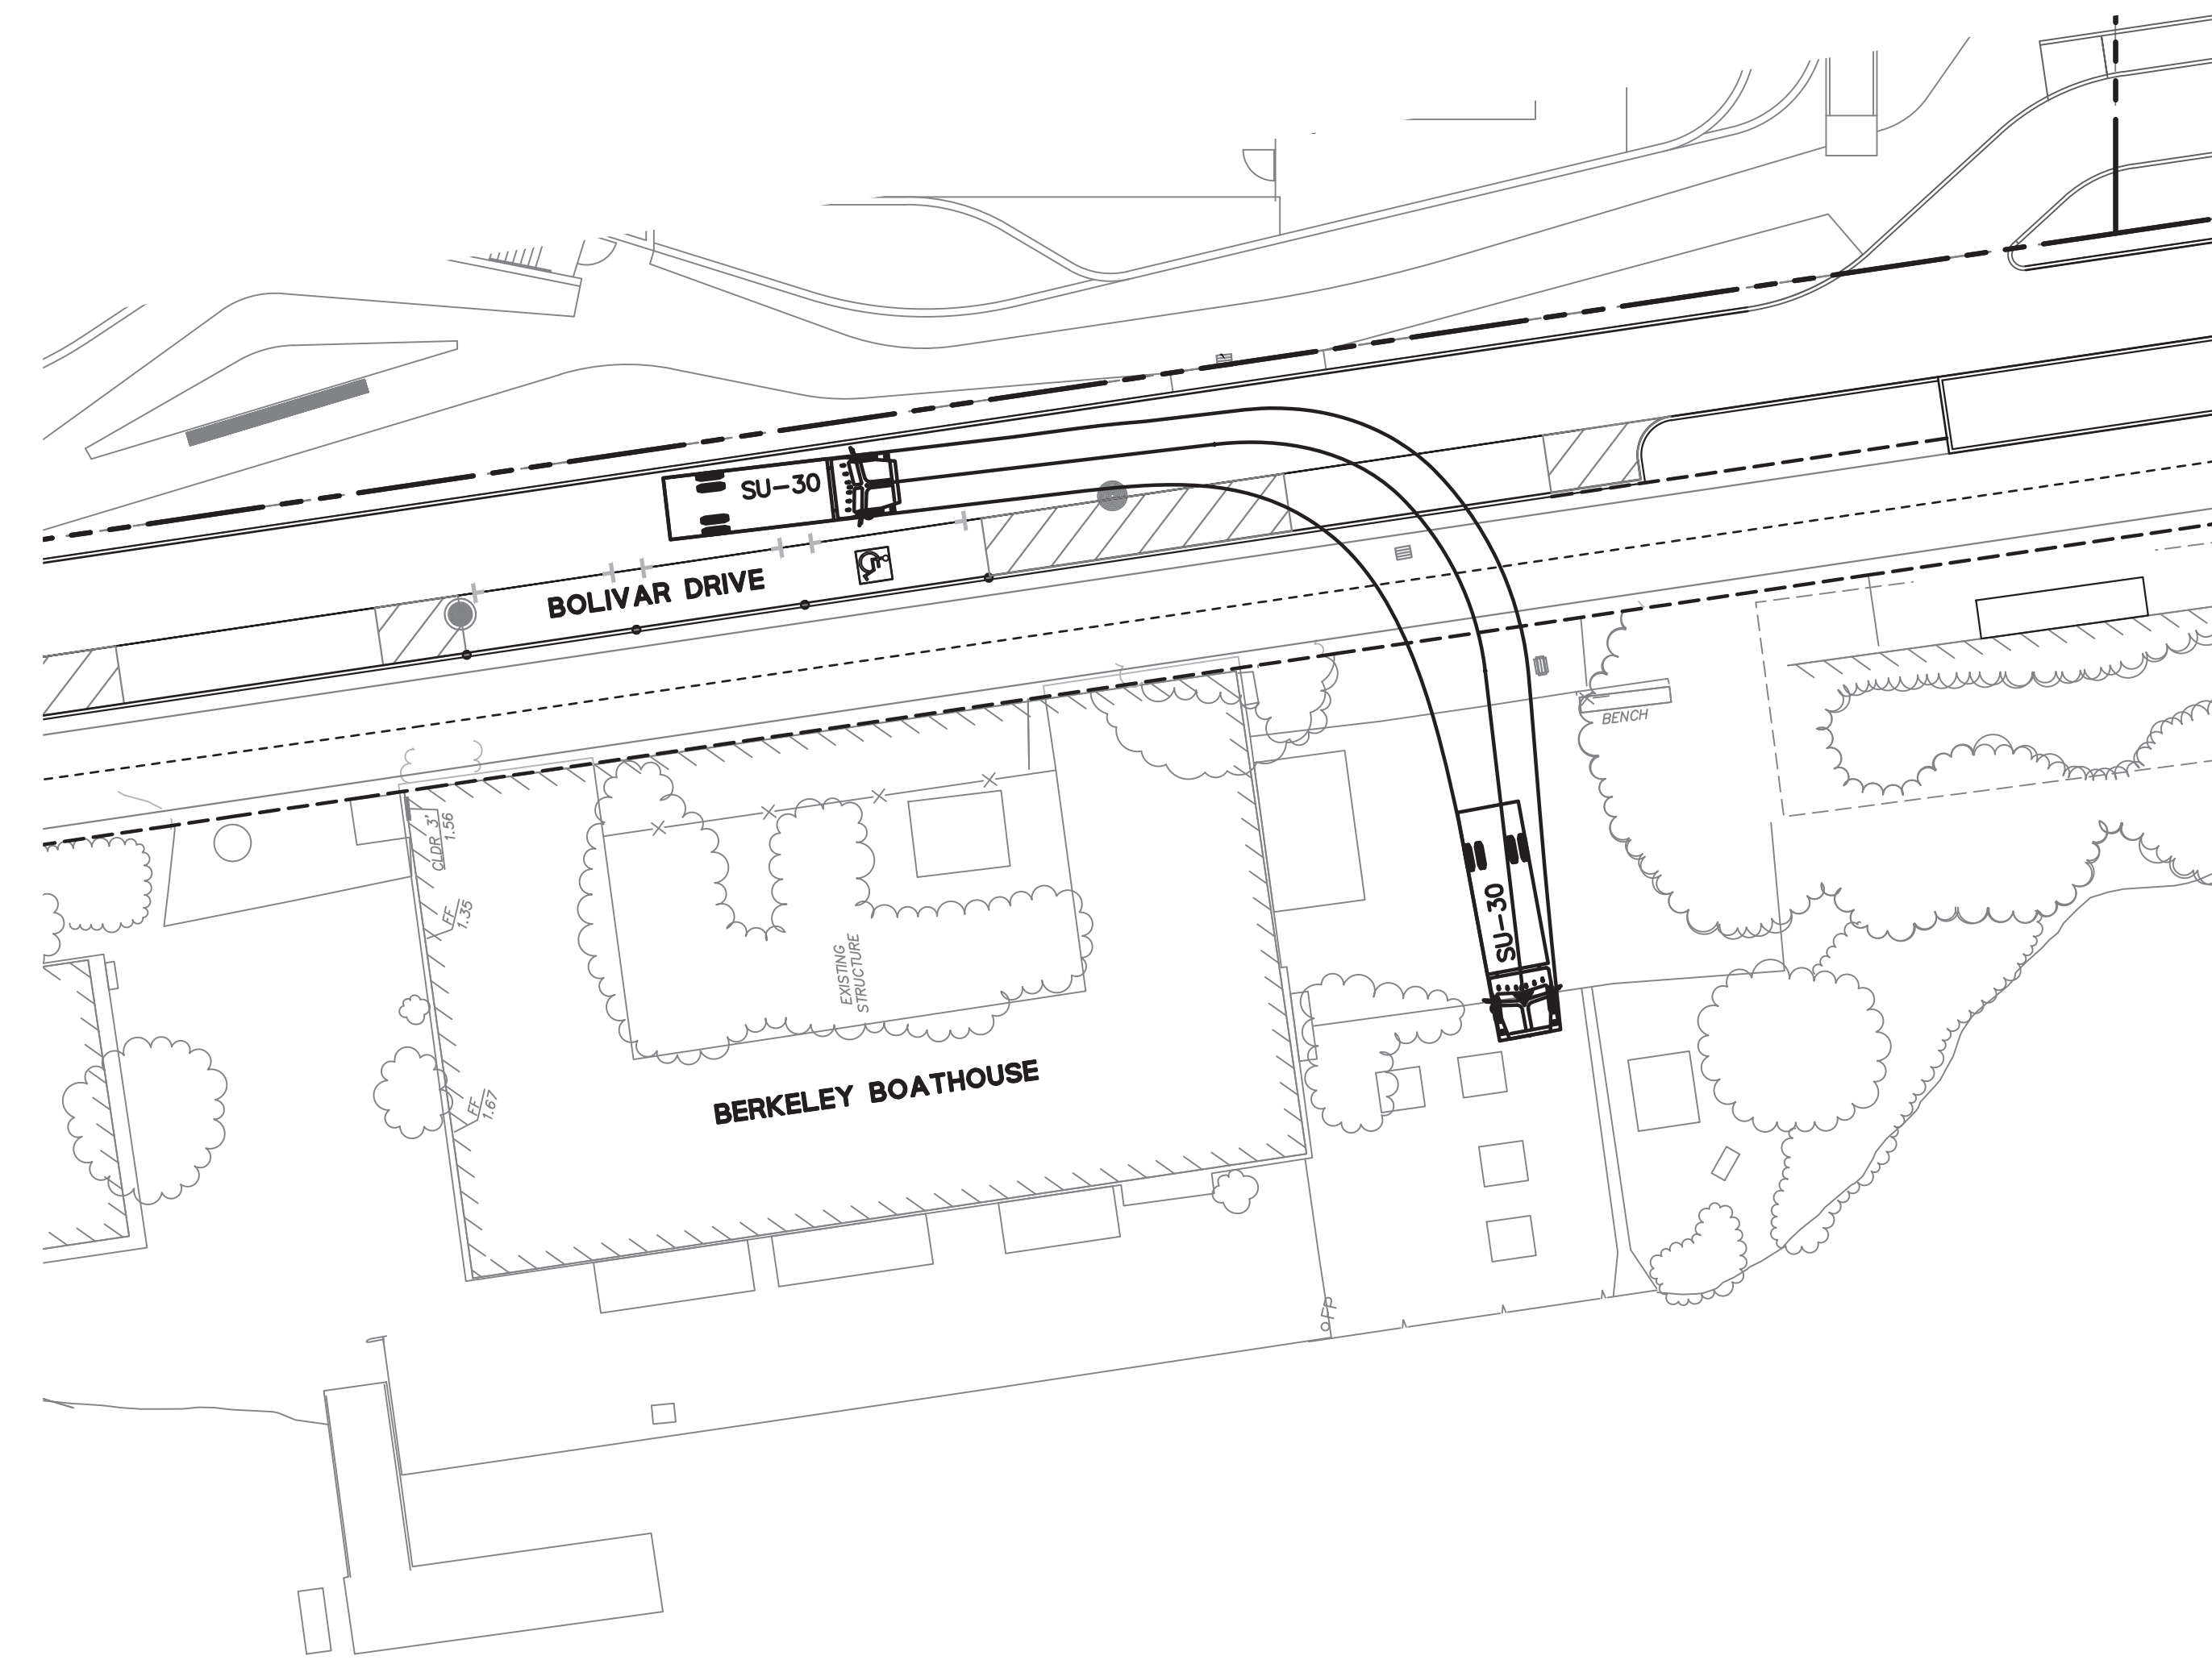 SU-30
BOLIVAR DRIVE
BENCH
CLDR 3'
1.56
FF
1.35
SU-30
EXISTING
STRUCTURE
BERKELEY BOATHOUSE
FF
1.67